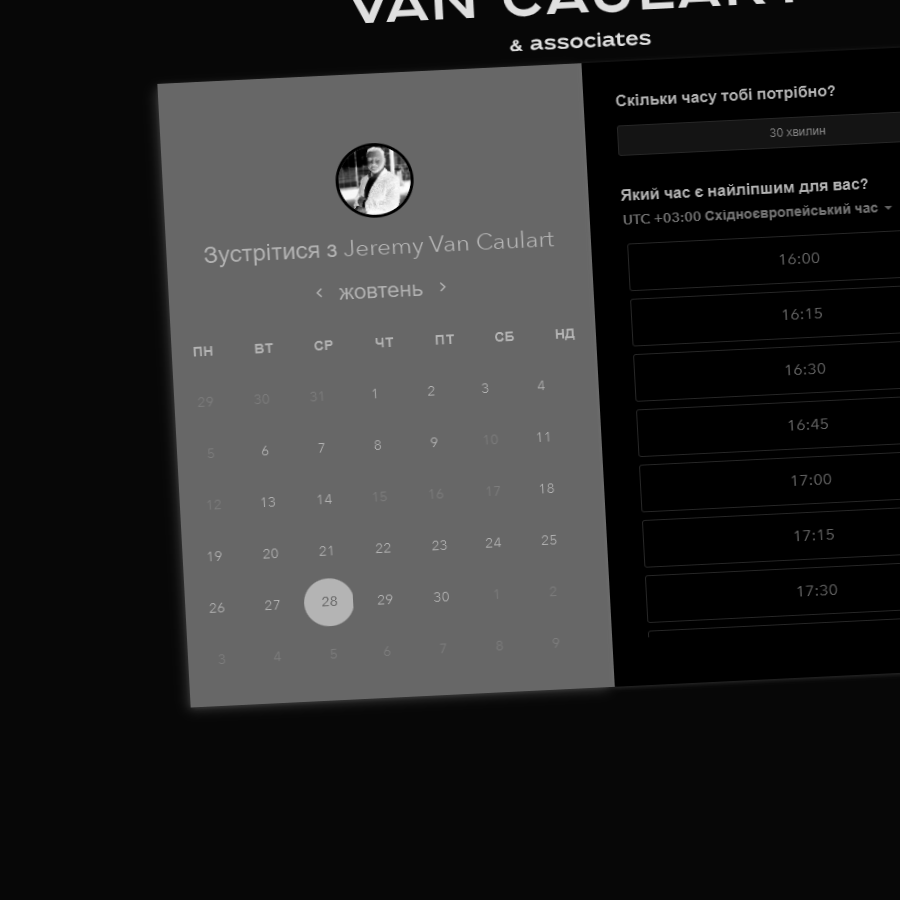 VAN CAULART
& associates
Зустрітися з Jeremy Van Caulart
‹ жовтень ›
ПН ВТ СР ЧТ ПТ СБ НД
29 30 31 1 2 3 4
5 6 7 8 9 10 11
12 13 14 15 16 17 18
19 20 21 22 23 24 25
26 27 28 29 30 1 2
3 4 5 6 7 8 9
Скільки часу тобі потрібно?
30 хвилин
Який час є найліпшим для вас?
UTC +03:00 Східноєвропейський час
16:00
16:15
16:30
16:45
17:00
17:15
17:30